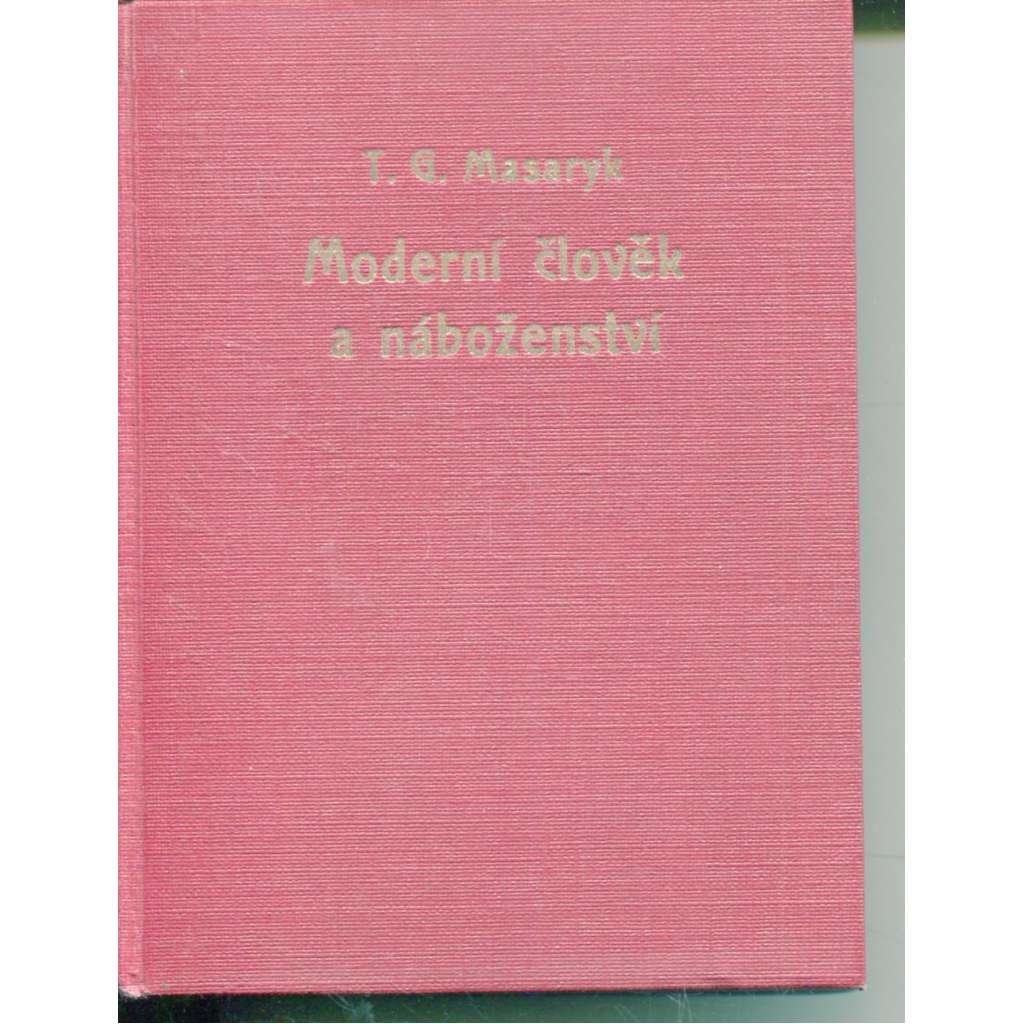 T. G. Masaryk
Moderní člověk
a náboženství